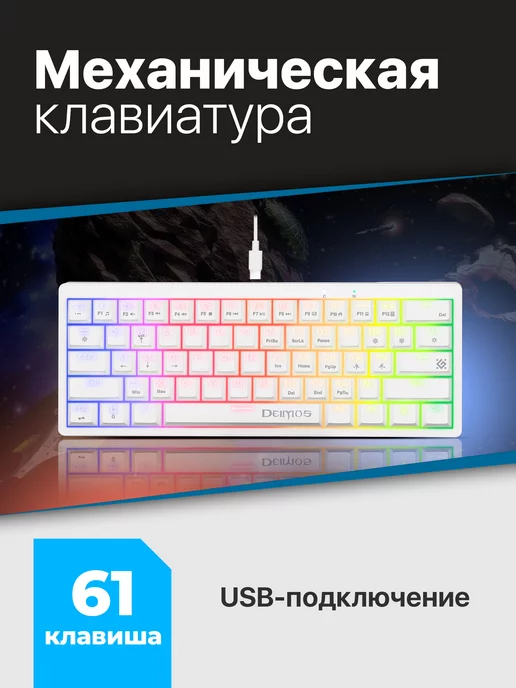 Механическая
клавиатура
F1 F2 F3 F4 F5 F6 F7 F8 F9 F10 F11 F12 Del
PrtSc ScrLk Pause
Ins Home PgUp
Win Menu Del End PgDn
Deimos
61
клавиша
USB-подключение